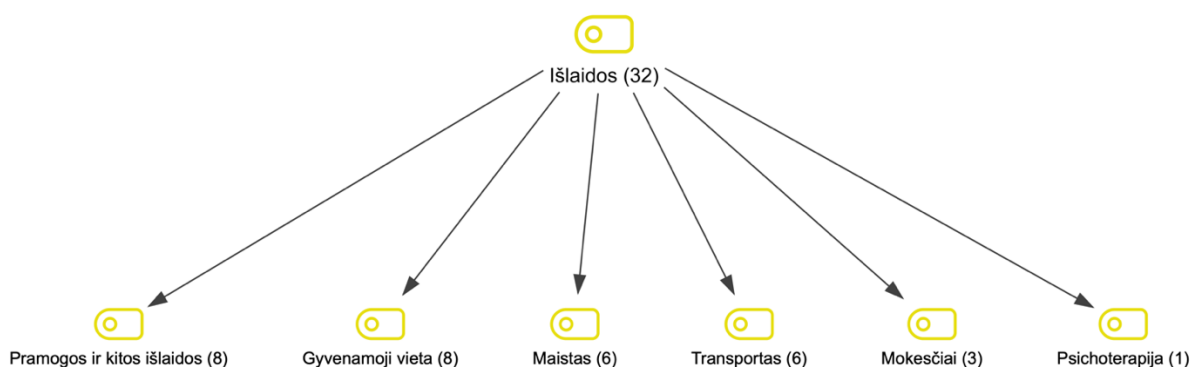 Išlaidos (32)
Pramogos ir kitos išlaidos (8)
Gyvenamoji vieta (8)
Maistas (6)
Transportas (6)
Mokesčiai (3)
Psichoterapija (1)